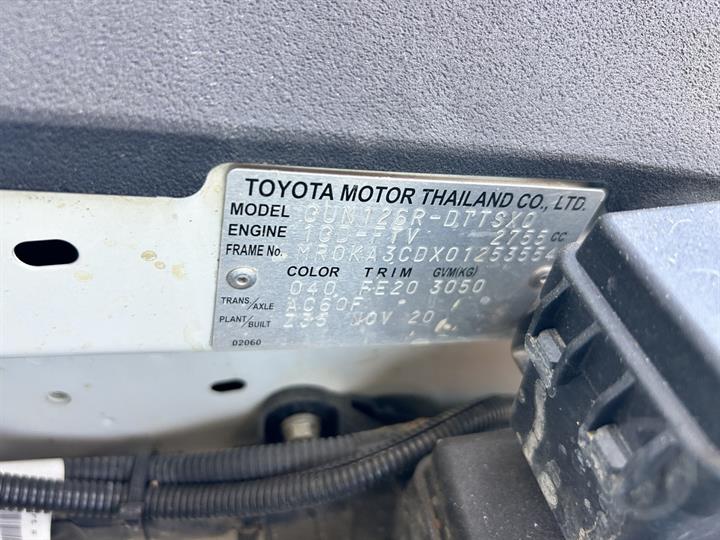 TOYOTA MOTOR THAILAND CO., LTD.
MODEL GUN126R-DTTSXQ
ENGINE 1GD-FTV 2755 CC
FRAME No. MR0KA3CDX01253554
COLOR TRIM GVM(KG)
040 FE20 3050
TRANS/AXLE AC60F
PLANT/BUILT Z35 NOV 20
02060